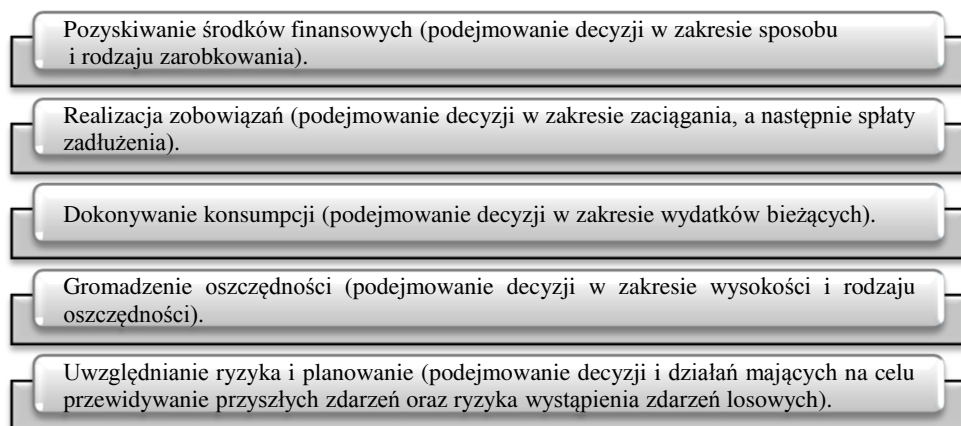 Pozyskiwanie środków finansowych (podejmowanie decyzji w zakresie sposobu
i rodzaju zarobkowania).
Realizacja zobowiązań (podejmowanie decyzji w zakresie zaciągania, a następnie spłaty
zadłużenia).
Dokonywanie konsumpcji (podejmowanie decyzji w zakresie wydatków bieżących).
Gromadzenie oszczędności (podejmowanie decyzji w zakresie wysokości i rodzaju
oszczędności).
Uwzględnianie ryzyka i planowanie (podejmowanie decyzji i działań mających na celu
przewidywanie przyszłych zdarzeń oraz ryzyka wystąpienia zdarzeń losowych).